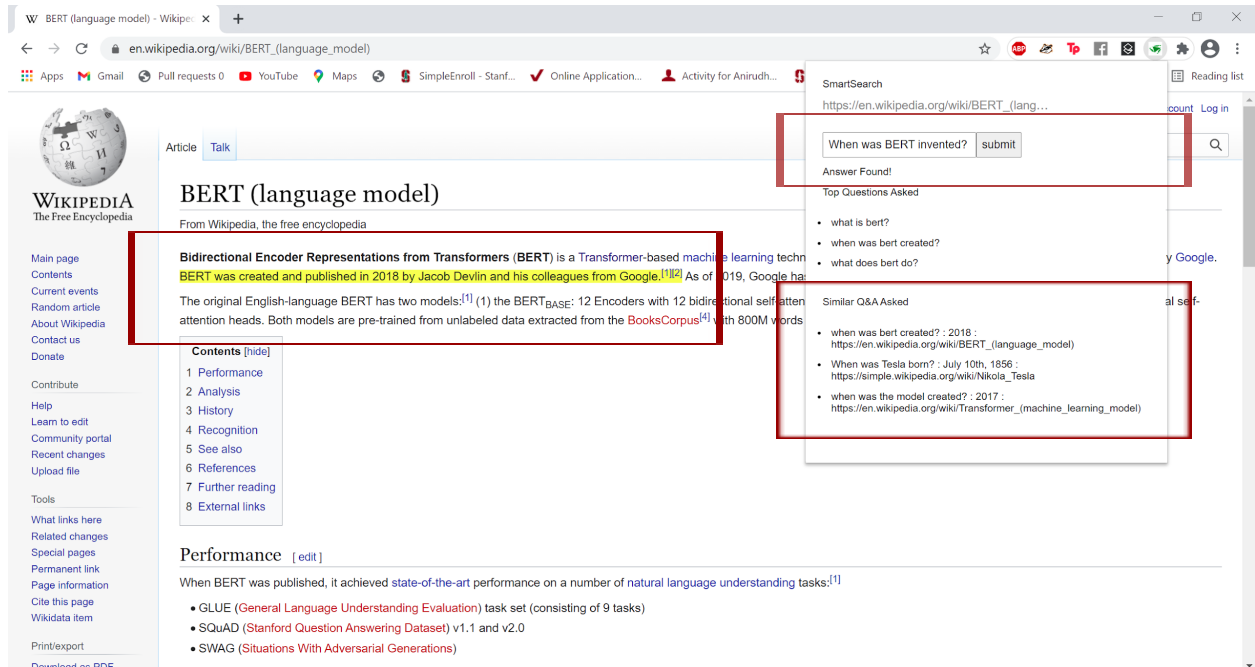 W BERT (language model) - Wikiped × +
en.wikipedia.org/wiki/BERT_(language_model)
ABP Tp
Apps Gmail Pull requests 0 YouTube Maps SimpleEnroll - Stanf... Online Application... Activity for Anirudh... Reading list
SmartSearch
https://en.wikipedia.org/wiki/BERT_(lang...
When was BERT invented? submit
Answer Found!
Top Questions Asked
• what is bert?
• when was bert created?
• what does bert do?
Similar Q&A Asked
• when was bert created? : 2018 :
https://en.wikipedia.org/wiki/BERT_(language_model)
• When was Tesla born? : July 10th, 1856 :
https://simple.wikipedia.org/wiki/Nikola_Tesla
• when was the model created? : 2017 :
https://en.wikipedia.org/wiki/Transformer_(machine_learning_model)
count Log in
WIKIPEDIA
The Free Encyclopedia
Main page
Contents
Current events
Random article
About Wikipedia
Contact us
Donate
Contribute
Help
Learn to edit
Community portal
Recent changes
Upload file
Tools
What links here
Related changes
Special pages
Permanent link
Page information
Cite this page
Wikidata item
Print/export
Download as PDF
Article Talk
BERT (language model)
From Wikipedia, the free encyclopedia
Bidirectional Encoder Representations from Transformers (BERT) is a Transformer-based machine learning techn y Google.
BERT was created and published in 2018 by Jacob Devlin and his colleagues from Google.[1][2] As of 2019, Google ha
The original English-language BERT has two models:[1] (1) the BERTBASE: 12 Encoders with 12 bidirectional self-atten al self-
attention heads. Both models are pre-trained from unlabeled data extracted from the BooksCorpus[4] with 800M words
Contents [hide]
1 Performance
2 Analysis
3 History
4 Recognition
5 See also
6 References
7 Further reading
8 External links
Performance [ edit ]
When BERT was published, it achieved state-of-the-art performance on a number of natural language understanding tasks:[1]
• GLUE (General Language Understanding Evaluation) task set (consisting of 9 tasks)
• SQuAD (Stanford Question Answering Dataset) v1.1 and v2.0
• SWAG (Situations With Adversarial Generations)